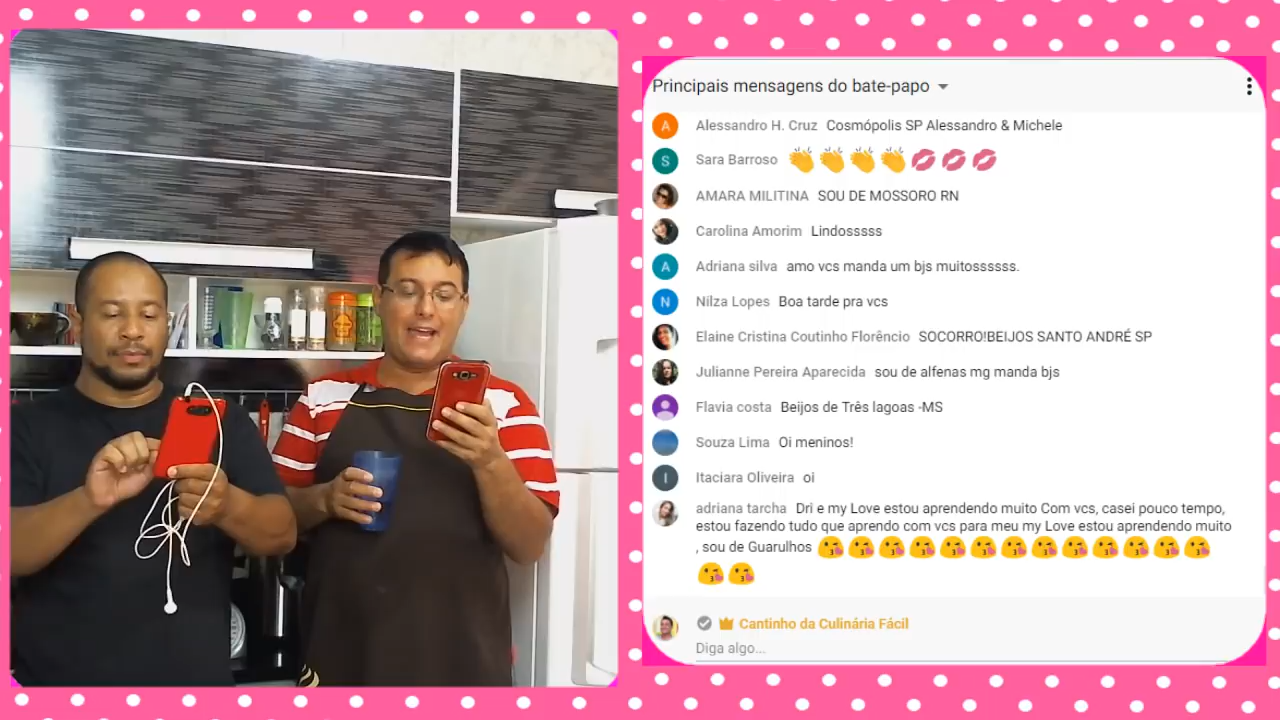 Principais mensagens do bate-papo
A Alessandro H. Cruz Cosmópolis SP Alessandro & Michele
S Sara Barroso 👏👏👏👏💋💋💋
AMARA MILITINA SOU DE MOSSORO RN
Carolina Amorim Lindosssss
A Adriana silva amo vcs manda um bjs muitossssss.
N Nilza Lopes Boa tarde pra vcs
Elaine Cristina Coutinho Florêncio SOCORRO!BEIJOS SANTO ANDRÉ SP
Julianne Pereira Aparecida sou de alfenas mg manda bjs
Flavia costa Beijos de Três lagoas -MS
Souza Lima Oi meninos!
I Itaciara Oliveira oi
adriana tarcha Dri e my Love estou aprendendo muito Com vcs, casei pouco tempo,
estou fazendo tudo que aprendo com vcs para meu my Love estou aprendendo muito
, sou de Guarulhos 😘😘😘😘😘😘😘😘😘😘😘😘😘
😘😘
Cantinho da Culinária Fácil
Diga algo...